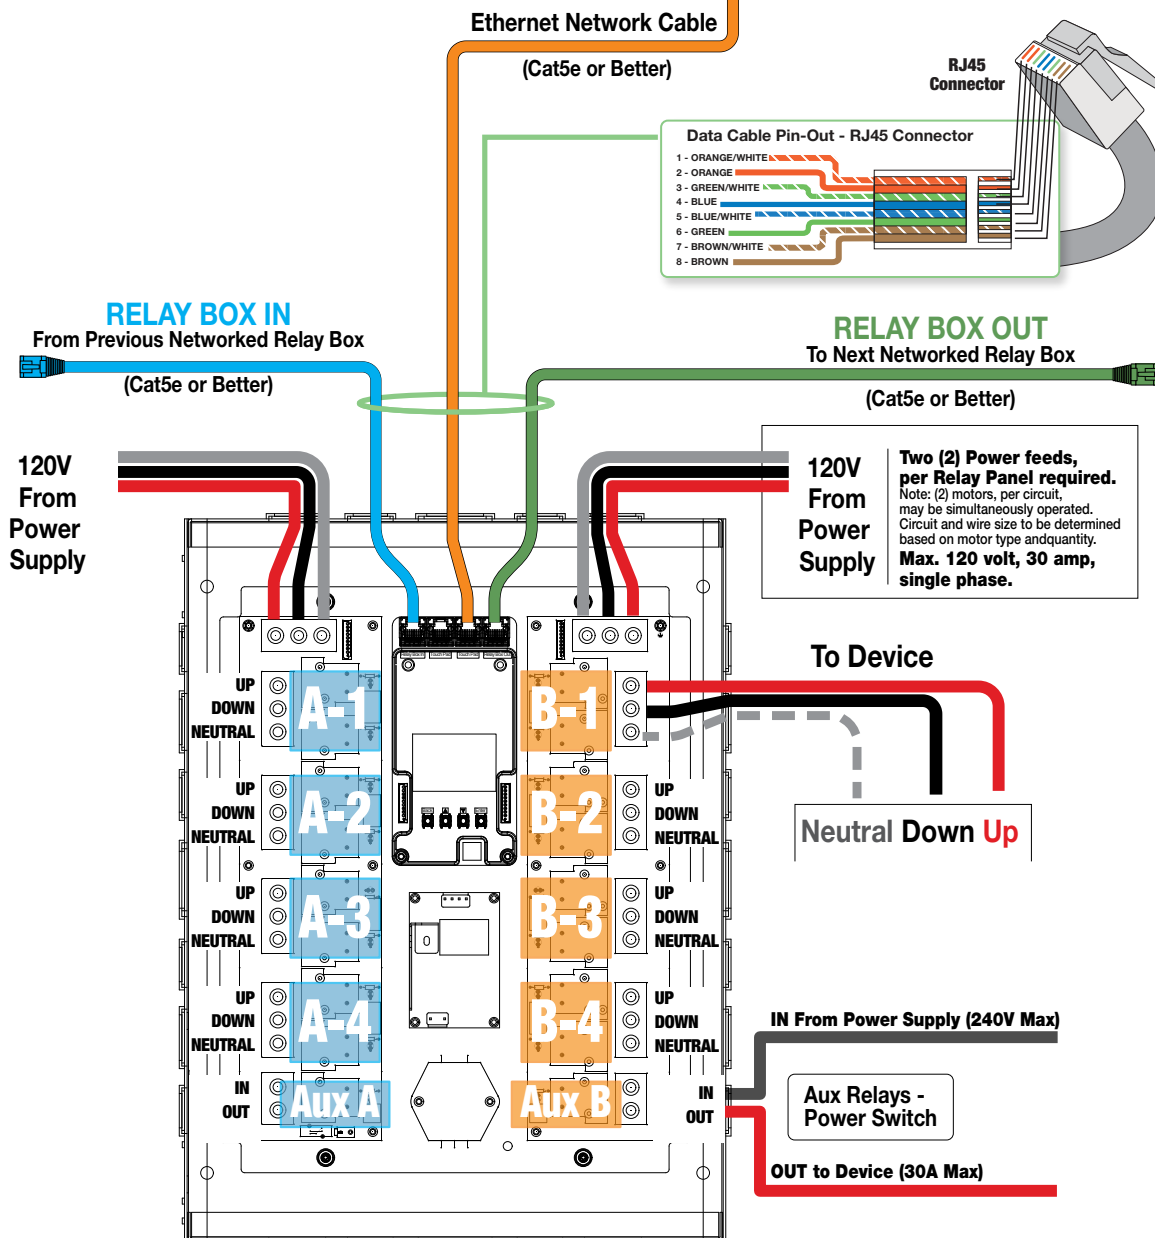 Ethernet Network Cable
(Cat5e or Better)
RJ45
Connector
Data Cable Pin-Out - RJ45 Connector
1 - ORANGE/WHITE
2 - ORANGE
3 - GREEN/WHITE
4 - BLUE
5 - BLUE/WHITE
6 - GREEN
7 - BROWN/WHITE
8 - BROWN
RELAY BOX IN
From Previous Networked Relay Box
(Cat5e or Better)
RELAY BOX OUT
To Next Networked Relay Box
(Cat5e or Better)
120V
From
Power
Supply
120V
From
Power
Supply
Two (2) Power feeds,
per Relay Panel required.
Note: (2) motors, per circuit,
may be simultaneously operated.
Circuit and wire size to be determined
based on motor type andquantity.
Max. 120 volt, 30 amp,
single phase.
To Device
Neutral Down Up
UP
DOWN
NEUTRAL
A-1
B-1
UP
DOWN
NEUTRAL
A-2
B-2
UP
DOWN
NEUTRAL
UP
DOWN
NEUTRAL
A-3
B-3
UP
DOWN
NEUTRAL
UP
DOWN
NEUTRAL
A-4
B-4
UP
DOWN
NEUTRAL
IN
OUT
Aux A
Aux B
IN
OUT
IN From Power Supply (240V Max)
Aux Relays -
Power Switch
OUT to Device (30A Max)